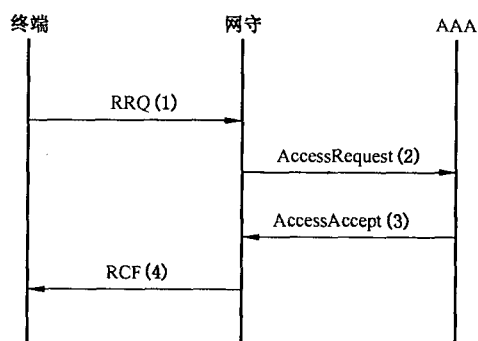 终端 网守 AAA
RRQ(1)
AccessRequest(2)
AccessAccept(3)
RCF(4)